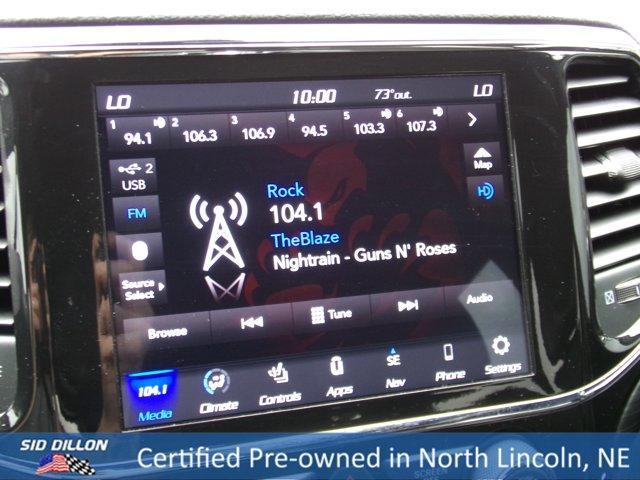 LO 10:00 73°out. LO
1 94.1 2 106.3 3 106.9 4 94.5 5 103.3 6 107.3
2
USB
Map
FM
HD
Rock
104.1
TheBlaze
Nightrain - Guns N' Roses
Source
Select
Browse Tune Audio
104.1 SE
Media Climate Controls Apps Nav Phone Settings
SID DILLON
Certified Pre-owned in North Lincoln, NE